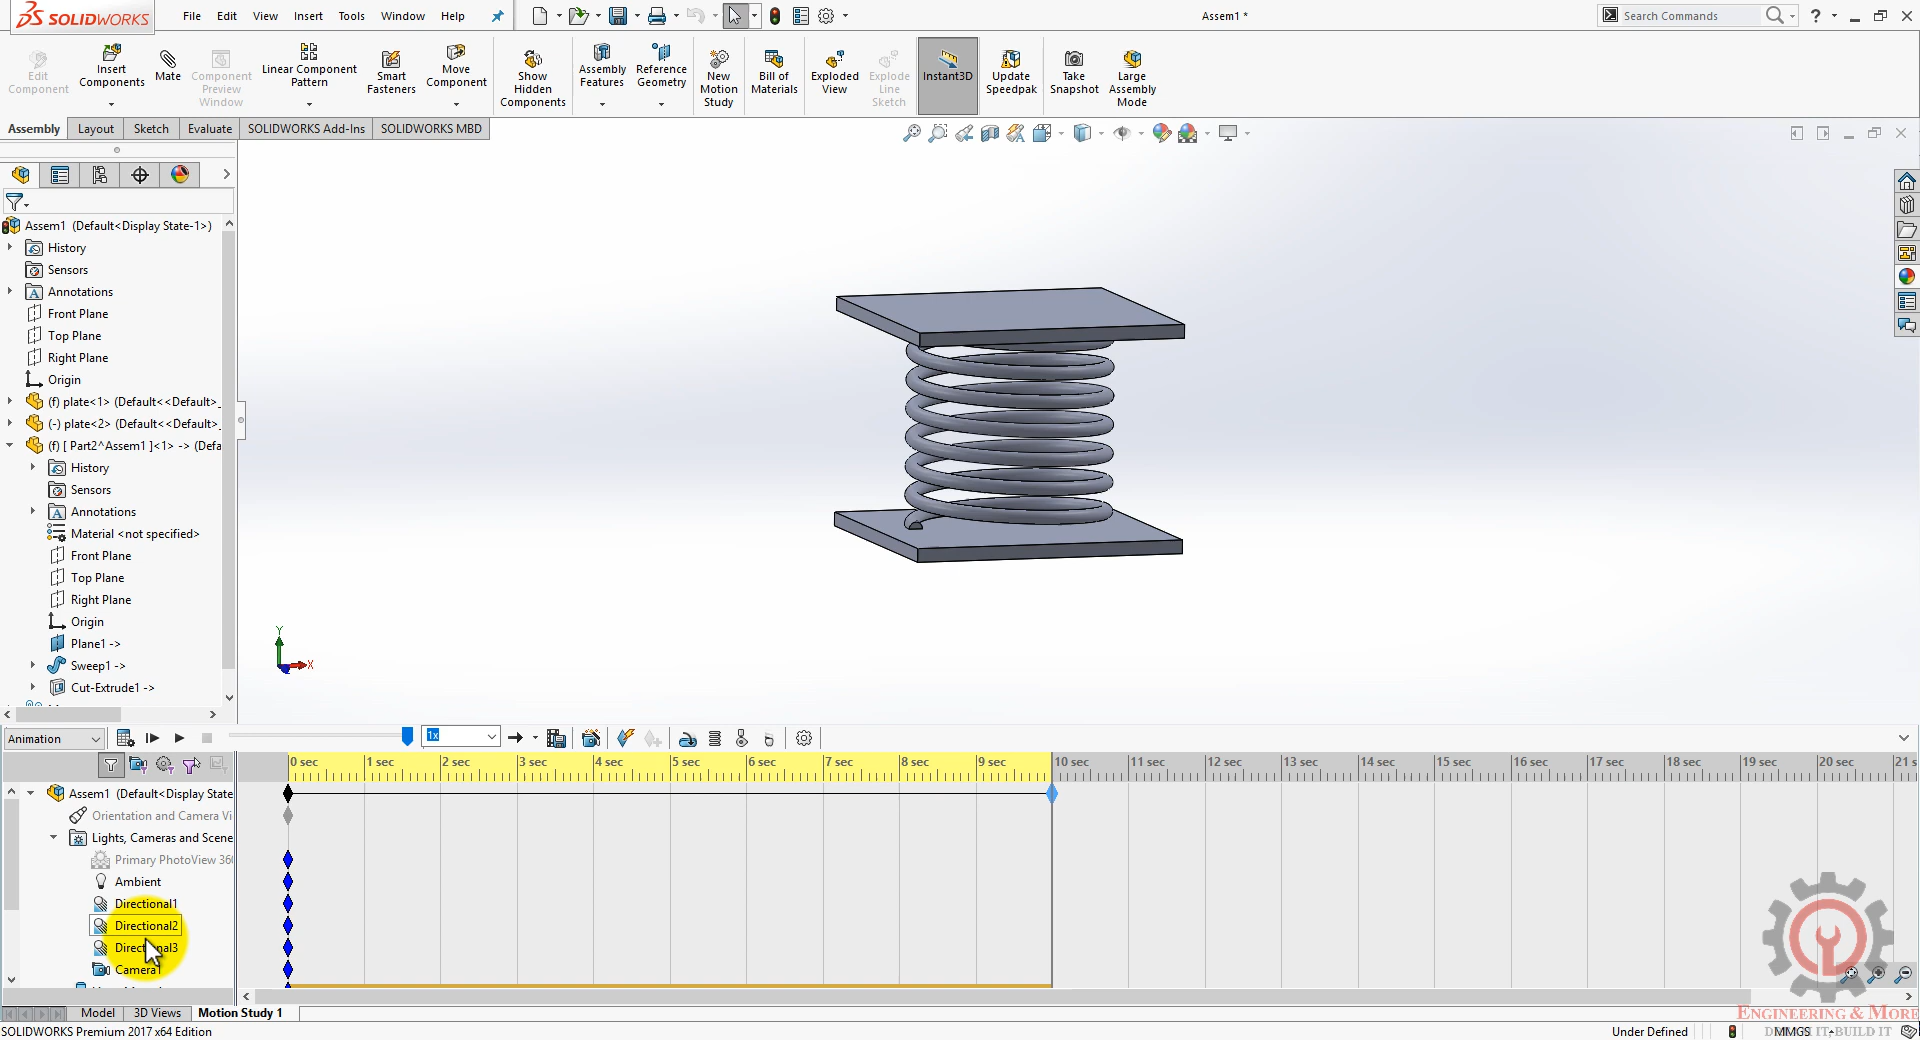 SOLIDWORKS
File Edit View Insert Tools Window Help
Assem1 *
Search Commands
Edit Component
Insert Components
Mate
Component Preview Window
Linear Component Pattern
Smart Fasteners
Move Component
Show Hidden Components
Assembly Features
Reference Geometry
New Motion Study
Bill of Materials
Exploded View
Explode Line Sketch
Instant3D
Update Speedpak
Take Snapshot
Large Assembly Mode
Assembly Layout Sketch Evaluate SOLIDWORKS Add-Ins SOLIDWORKS MBD
Assem1 (Default<Display State-1>)
History
Sensors
Annotations
Front Plane
Top Plane
Right Plane
Origin
(f) plate<1> (Default<<Default>_
(-) plate<2> (Default<<Default>_
(f) [ Part2^Assem1 ]<1> -> (Defa
History
Sensors
Annotations
Material <not specified>
Front Plane
Top Plane
Right Plane
Origin
Plane1 ->
Sweep1 ->
Cut-Extrude1 ->
Y
X
Animation
1x
0 sec 1 sec 2 sec 3 sec 4 sec 5 sec 6 sec 7 sec 8 sec 9 sec 10 sec 11 sec 12 sec 13 sec 14 sec 15 sec 16 sec 17 sec 18 sec 19 sec 20 sec 21 s
Assem1 (Default<Display State
Orientation and Camera Vi
Lights, Cameras and Scene
Primary PhotoView 36
Ambient
Directional1
Directional2
Directional3
Camera1
Model 3D Views Motion Study 1
ENGINEERING & MORE
SOLIDWORKS Premium 2017 x64 Edition
Under Defined
MMGS
IT-BUILD IT